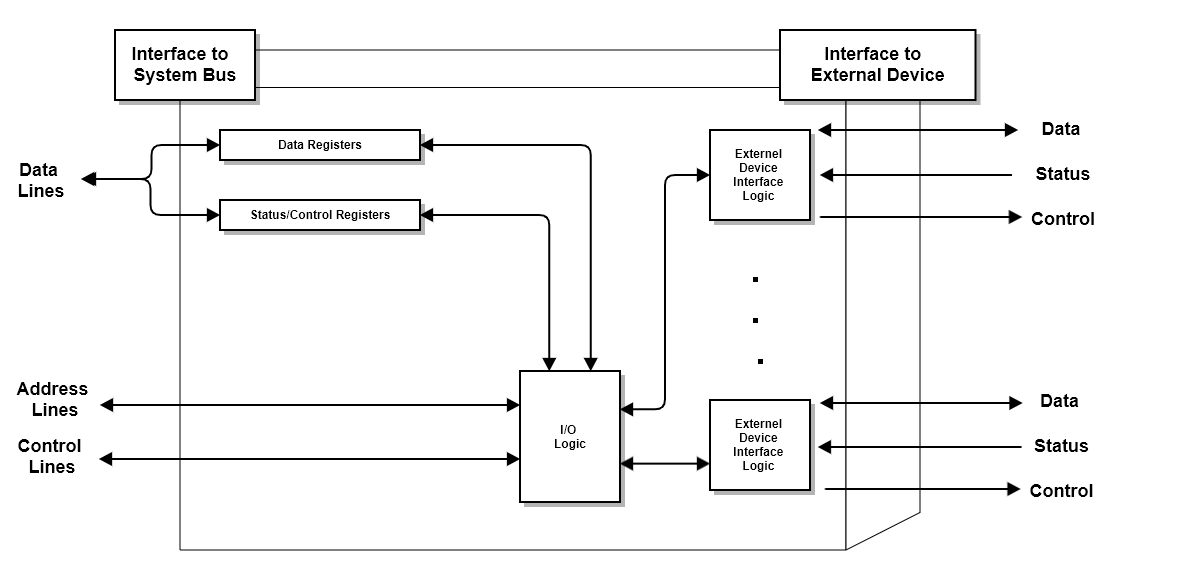 Interface to
System Bus
Interface to
External Device
Data
Lines
Data Registers
Status/Control Registers
Externel
Device
Interface
Logic
Data
Status
Control
Address
Lines
Control
Lines
I/O
Logic
Externel
Device
Interface
Logic
Data
Status
Control